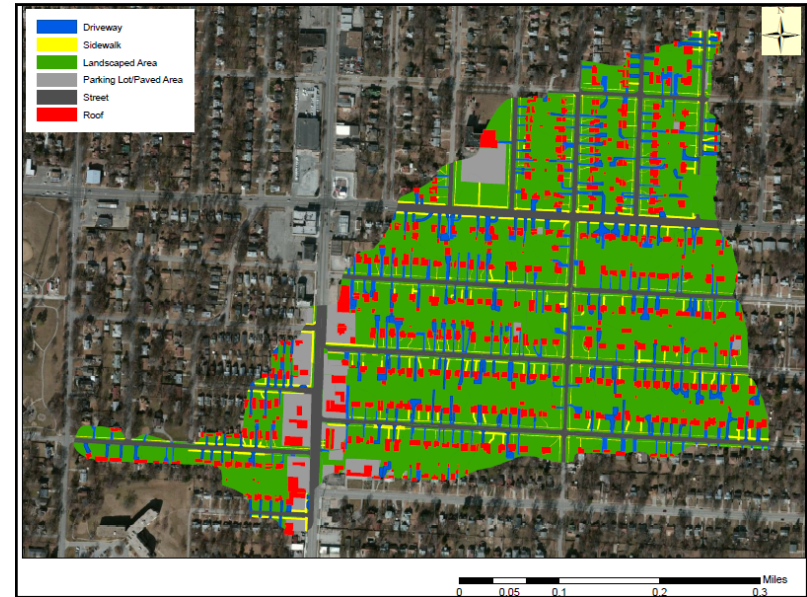 N
Driveway
Sidewalk
Landscaped Area
Parking Lot/Paved Area
Street
Roof
Miles
0 0.05 0.1 0.2 0.3